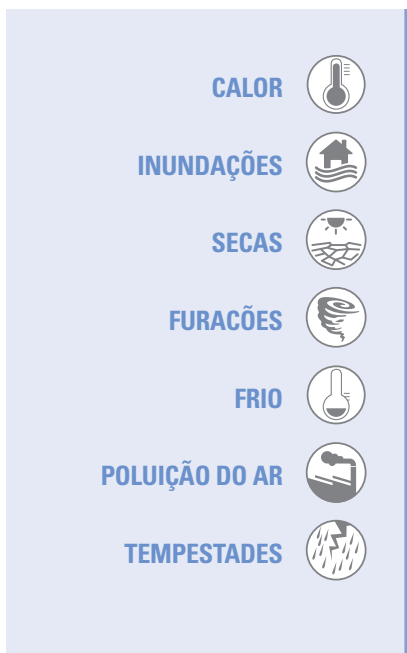 CALOR
INUNDAÇÕES
SECAS
FURACÕES
FRIO
POLUIÇÃO DO AR
TEMPESTADES